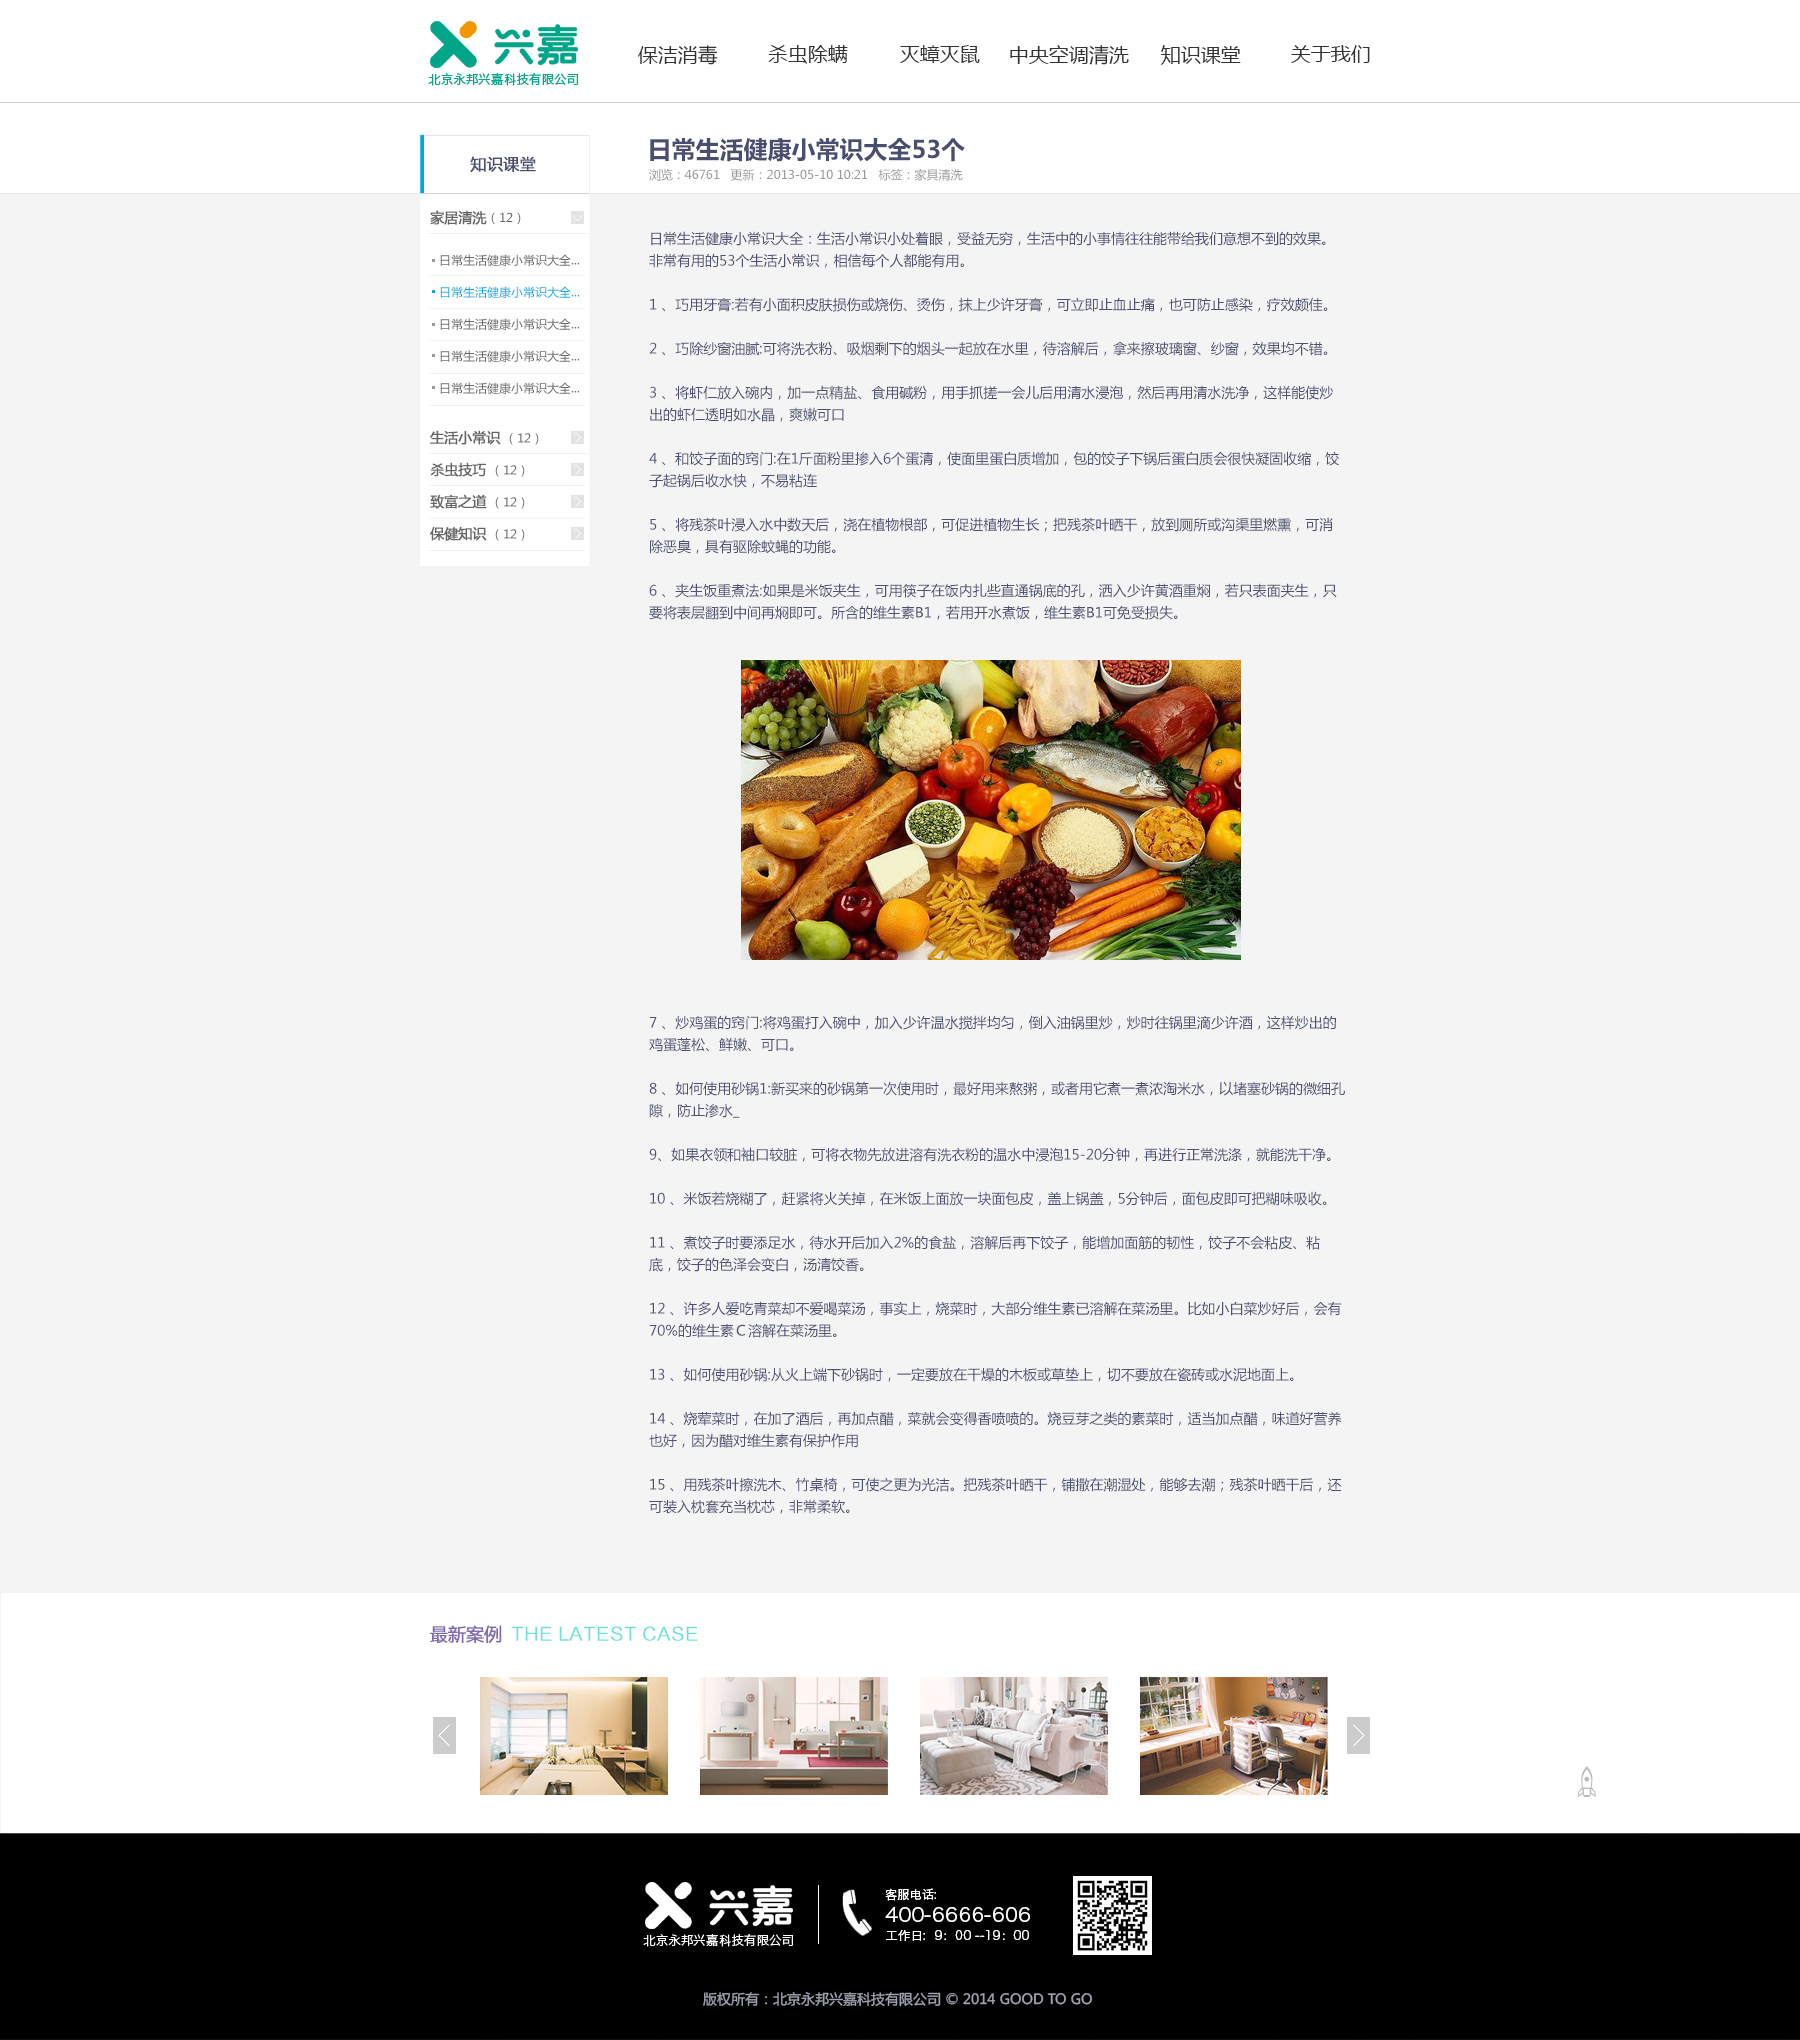 兴嘉
北京永邦兴嘉科技有限公司
保洁消毒
杀虫除螨
灭蟑灭鼠
中央空调清洗
知识课堂
关于我们
知识课堂
家居清洗（12）
日常生活健康小常识大全...
日常生活健康小常识大全...
日常生活健康小常识大全...
日常生活健康小常识大全...
日常生活健康小常识大全...
生活小常识（12）
杀虫技巧（12）
致富之道（12）
保健知识（12）
日常生活健康小常识大全53个
浏览：46761 更新：2013-05-10 10:21 标签：家具清洗
日常生活健康小常识大全：生活小常识小处着眼，受益无穷，生活中的小事情往往能带给我们意想不到的效果。
非常有用的53个生活小常识，相信每个人都能有用。
1 、巧用牙膏:若有小面积皮肤损伤或烧伤、烫伤，抹上少许牙膏，可立即止血止痛，也可防止感染，疗效颇佳。
2 、巧除纱窗油腻:可将洗衣粉、吸烟剩下的烟头一起放在水里，待溶解后，拿来擦玻璃窗、纱窗，效果均不错。
3 、将虾仁放入碗内，加一点精盐、食用碱粉，用手抓搓一会儿后用清水浸泡，然后再用清水洗净，这样能使炒
出的虾仁透明如水晶，爽嫩可口
4 、和饺子面的窍门:在1斤面粉里掺入6个蛋清，使面里蛋白质增加，包的饺子下锅后蛋白质会很快凝固收缩，饺
子起锅后收水快，不易粘连
5 、将残茶叶浸入水中数天后，浇在植物根部，可促进植物生长；把残茶叶晒干，放到厕所或沟渠里燃熏，可消
除恶臭，具有驱除蚊蝇的功能。
6 、夹生饭重煮法:如果是米饭夹生，可用筷子在饭内扎些直通锅底的孔，洒入少许黄酒重焖，若只表面夹生，只
要将表层翻到中间再焖即可。所含的维生素B1，若用开水煮饭，维生素B1可免受损失。
7 、炒鸡蛋的窍门:将鸡蛋打入碗中，加入少许温水搅拌均匀，倒入油锅里炒，炒时往锅里滴少许酒，这样炒出的
鸡蛋蓬松、鲜嫩、可口。
8 、如何使用砂锅1:新买来的砂锅第一次使用时，最好用来熬粥，或者用它煮一煮浓淘米水，以堵塞砂锅的微细孔
隙，防止渗水_
9、如果衣领和袖口较脏，可将衣物先放进溶有洗衣粉的温水中浸泡15-20分钟，再进行正常洗涤，就能洗干净。
10 、米饭若烧糊了，赶紧将火关掉，在米饭上面放一块面包皮，盖上锅盖，5分钟后，面包皮即可把糊味吸收。
11 、煮饺子时要添足水，待水开后加入2%的食盐，溶解后再下饺子，能增加面筋的韧性，饺子不会粘皮、粘
底，饺子的色泽会变白，汤清饺香。
12 、许多人爱吃青菜却不爱喝菜汤，事实上，烧菜时，大部分维生素已溶解在菜汤里。比如小白菜炒好后，会有
70%的维生素Ｃ溶解在菜汤里。
13 、如何使用砂锅:从火上端下砂锅时，一定要放在干燥的木板或草垫上，切不要放在瓷砖或水泥地面上。
14 、烧荤菜时，在加了酒后，再加点醋，菜就会变得香喷喷的。烧豆芽之类的素菜时，适当加点醋，味道好营养
也好，因为醋对维生素有保护作用
15 、用残茶叶擦洗木、竹桌椅，可使之更为光洁。把残茶叶晒干，铺撒在潮湿处，能够去潮；残茶叶晒干后，还
可装入枕套充当枕芯，非常柔软。
最新案例 THE LATEST CASE
兴嘉
北京永邦兴嘉科技有限公司
客服电话:
400-6666-606
工作日: 9: 00--19: 00
版权所有：北京永邦兴嘉科技有限公司 © 2014 GOOD TO GO